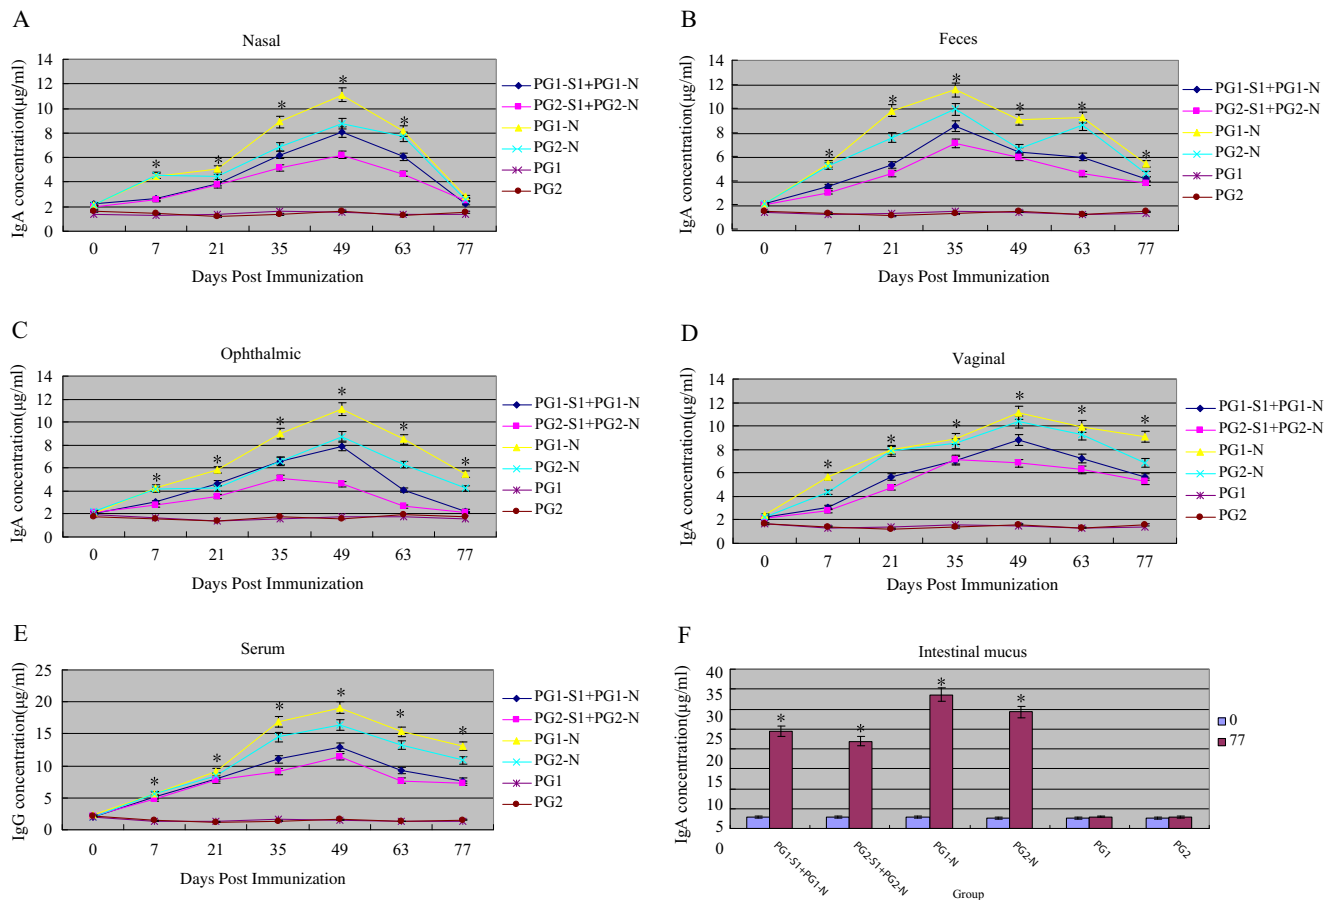 A
Nasal
IgA concentration(μg/ml)
14
12
10
8
6
4
2
0
* * * * *
0 7 21 35 49 63 77
Days Post Immunization
PG1-S1+PG1-N
PG2-S1+PG2-N
PG1-N
PG2-N
PG1
PG2
B
Feces
IgA concentration(μg/ml)
14
12
10
8
6
4
2
0
* * * * * *
0 7 21 35 49 63 77
Days Post Immunization
PG1-S1+PG1-N
PG2-S1+PG2-N
PG1-N
PG2-N
PG1
PG2
C
Ophthalmic
IgA concentration(μg/ml)
14
12
10
8
6
4
2
0
* * * * * *
0 7 21 35 49 63 77
Days Post Immunization
PG1-S1+PG1-N
PG2-S1+PG2-N
PG1-N
PG2-N
PG1
PG2
D
Vaginal
IgA concentration(μg/ml)
14
12
10
8
6
4
2
0
* * * * * *
0 7 21 35 49 63 77
Days Post Immunization
PG1-S1+PG1-N
PG2-S1+PG2-N
PG1-N
PG2-N
PG1
PG2
E
Serum
IgG concentration(μg/ml)
25
20
15
10
5
0
* * * * * *
0 7 21 35 49 63 77
Days Post Immunization
PG1-S1+PG1-N
PG2-S1+PG2-N
PG1-N
PG2-N
PG1
PG2
F
Intestinal mucus
IgA concentration(μg/ml)
40
35
30
25
20
15
10
5
0
* * * *
PG1-S1+PG1-N PG2-S1+PG2-N PG1-N PG2-N PG1 PG2
Group
0
77